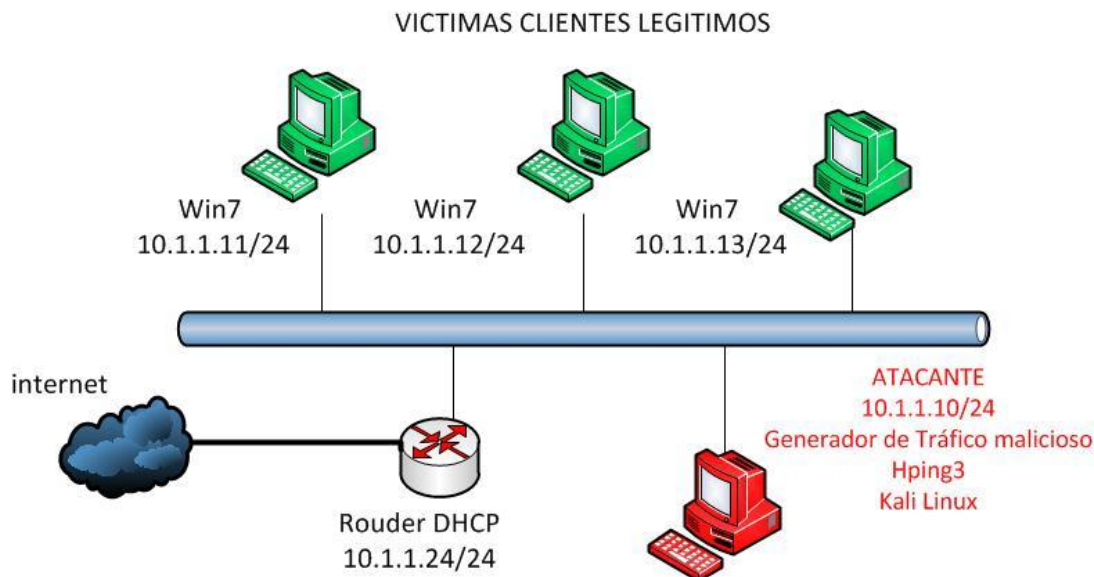 VICTIMAS CLIENTES LEGITIMOS
Win7
10.1.1.11/24
Win7
10.1.1.12/24
Win7
10.1.1.13/24
internet
Rouder DHCP
10.1.1.24/24
ATACANTE
10.1.1.10/24
Generador de Tráfico malicioso
Hping3
Kali Linux